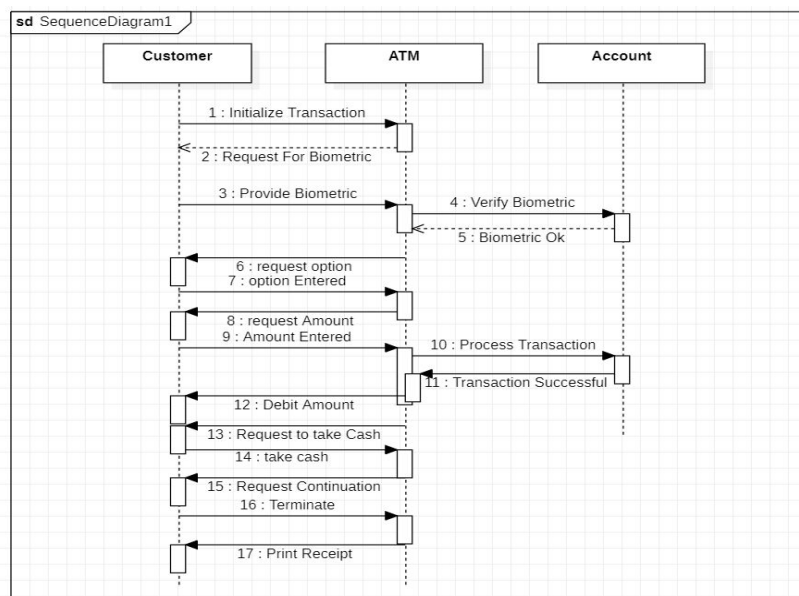 sd SequenceDiagram1
Customer ATM Account
1 : Initialize Transaction
2 : Request For Biometric
3 : Provide Biometric
4 : Verify Biometric
5 : Biometric Ok
6 : request option
7 : option Entered
8 : request Amount
9 : Amount Entered
10 : Process Transaction
11 : Transaction Successful
12 : Debit Amount
13 : Request to take Cash
14 : take cash
15 : Request Continuation
16 : Terminate
17 : Print Receipt